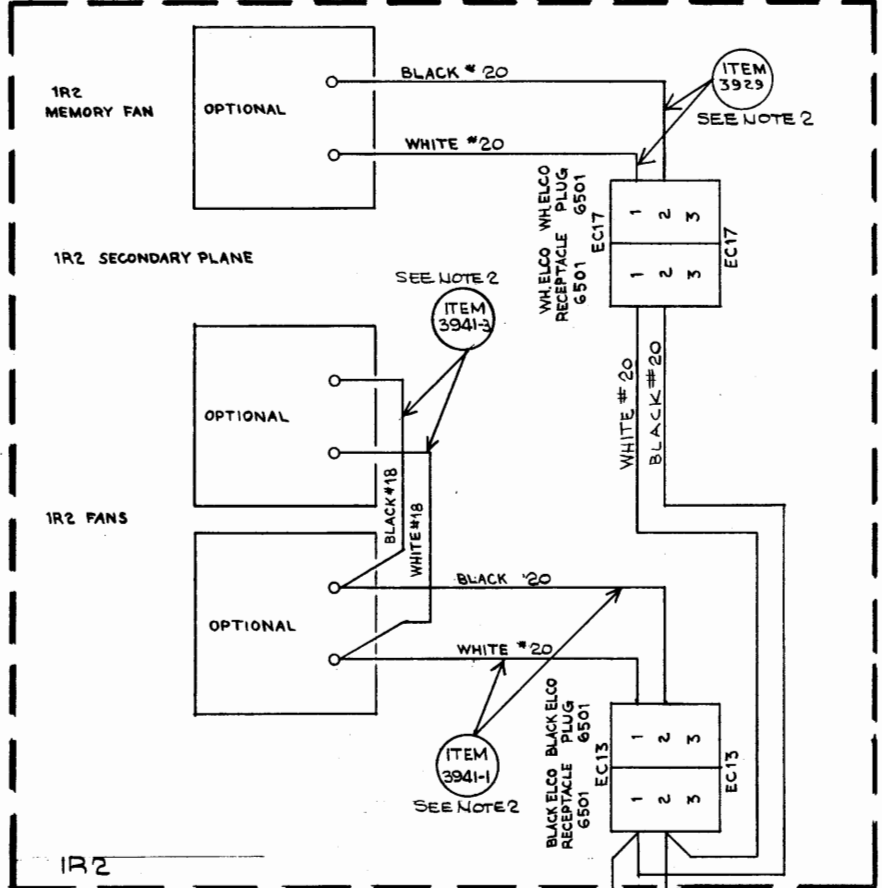 1R2
MEMORY FAN
OPTIONAL
BLACK # 20
WHITE #20
ITEM
3929
SEE NOTE 2
WH.ELCO WH.ELCO
RECEPTACLE PLUG
6501 6501
EC17
1 2 3
1 2 3
EC17
1R2 SECONDARY PLANE
SEE NOTE 2
ITEM
3941-3
OPTIONAL
WHITE # 20
BLACK #20
BLACK #18
WHITE #18
1R2 FANS
OPTIONAL
BLACK '20
WHITE #20
ITEM
3941-1
SEE NOTE 2
BLACK ELCO BLACK ELCO
RECEPTACLE PLUG
6501 6501
EC13
1 2 3
1 2 3
EC13
1R2